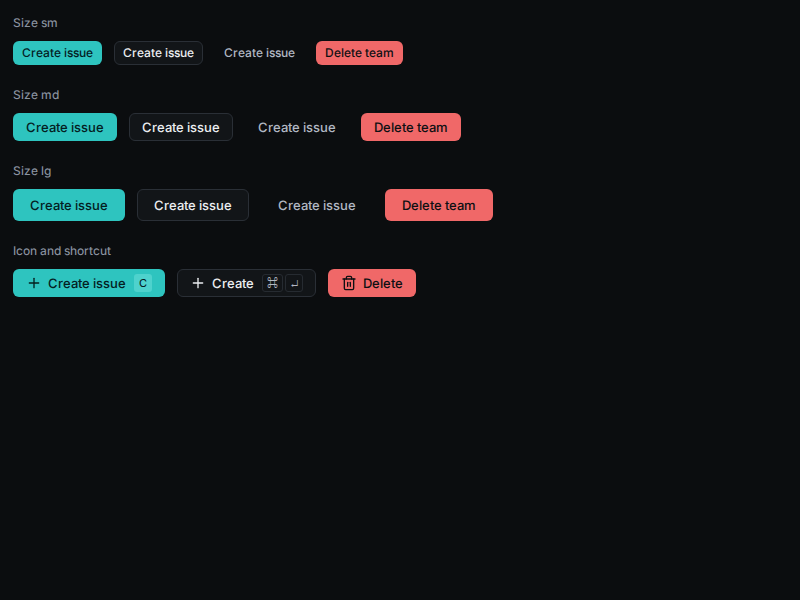 Size sm
Create issue Create issue Create issue Delete team
Size md
Create issue Create issue Create issue Delete team
Size lg
Create issue Create issue Create issue Delete team
Icon and shortcut
Create issue C Create ⌘ ↵ Delete